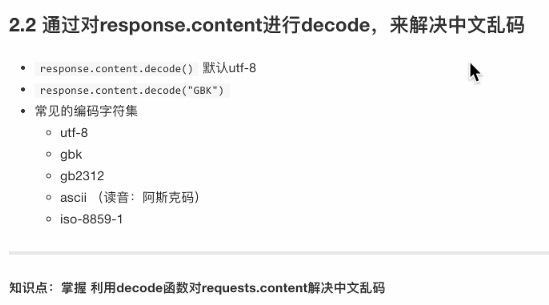 2.2 通过对response.content进行decode，来解决中文乱码
response.content.decode() 默认utf-8
response.content.decode("GBK")
常见的编码字符集
utf-8
gbk
gb2312
ascii （读音：阿斯克码）
iso-8859-1
知识点：掌握 利用decode函数对requests.content解决中文乱码